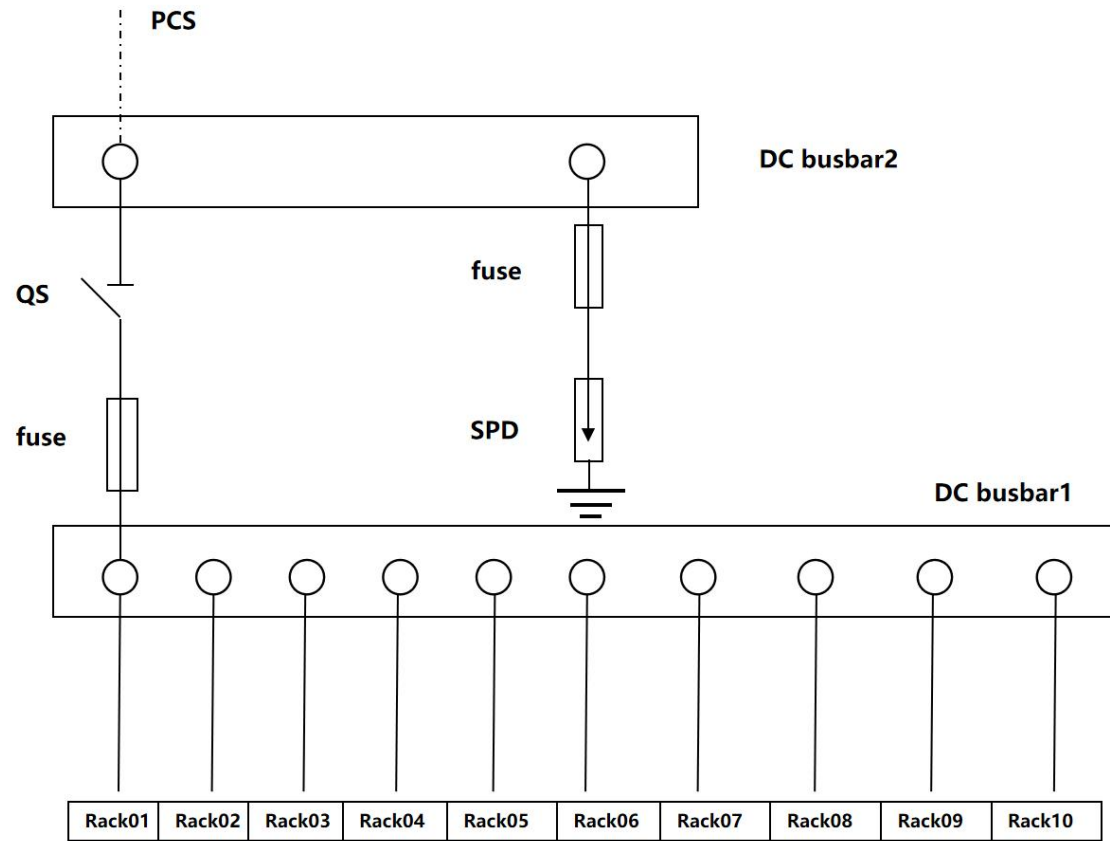 PCS
DC busbar2
fuse
QS
fuse
SPD
DC busbar1
Rack01 Rack02 Rack03 Rack04 Rack05 Rack06 Rack07 Rack08 Rack09 Rack10